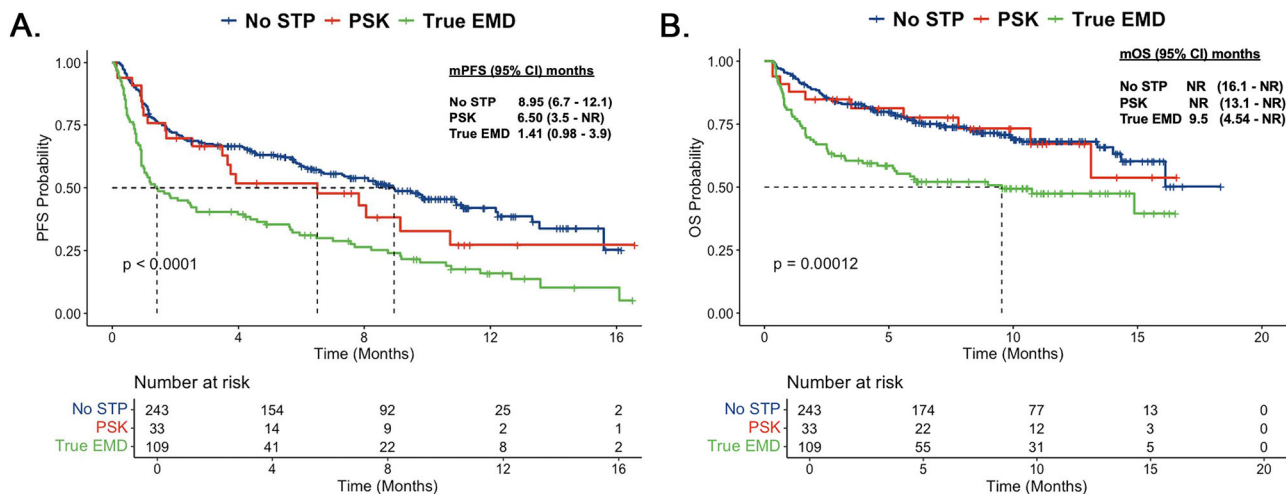 A.
No STP PSK True EMD
mPFS (95% CI) months
No STP 8.95 (6.7 - 12.1)
PSK 6.50 (3.5 - NR)
True EMD 1.41 (0.98 - 3.9)
PFS Probability
1.00
0.75
0.50
0.25
0.00
p < 0.0001
0 4 8 12 16
Time (Months)
Number at risk
No STP 243 154 92 25 2
PSK 33 14 9 2 1
True EMD 109 41 22 8 2
0 4 8 12 16
Time (Months)
B.
No STP PSK True EMD
mOS (95% CI) months
No STP NR (16.1 - NR)
PSK NR (13.1 - NR)
True EMD 9.5 (4.54 - NR)
OS Probability
1.00
0.75
0.50
0.25
0.00
p = 0.00012
0 5 10 15 20
Time (Months)
Number at risk
No STP 243 174 77 13 0
PSK 33 22 12 3 0
True EMD 109 55 31 5 0
0 5 10 15 20
Time (Months)